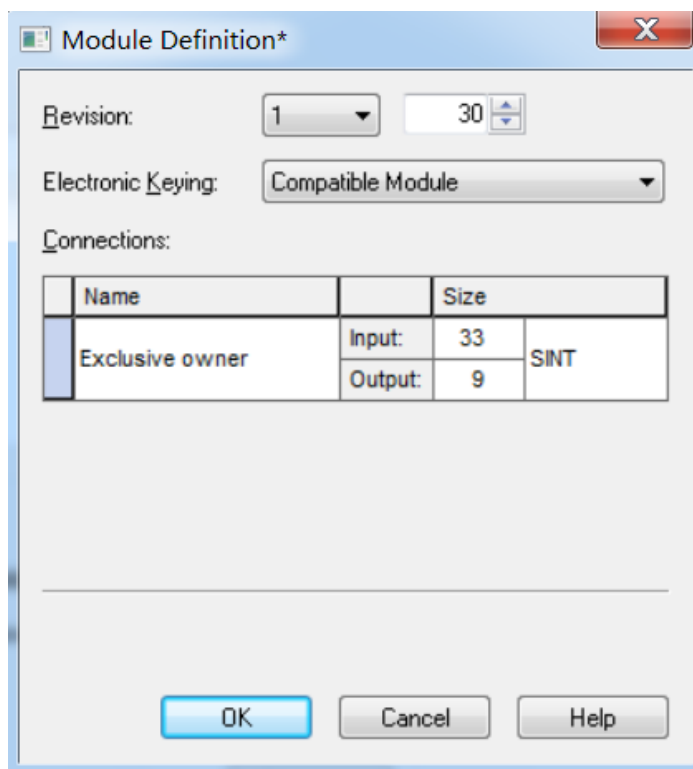 Module Definition*
Revision: 1 30
Electronic Keying: Compatible Module
Connections:
Name Size
Exclusive owner Input: 33 SINT
Output: 9
OK Cancel Help